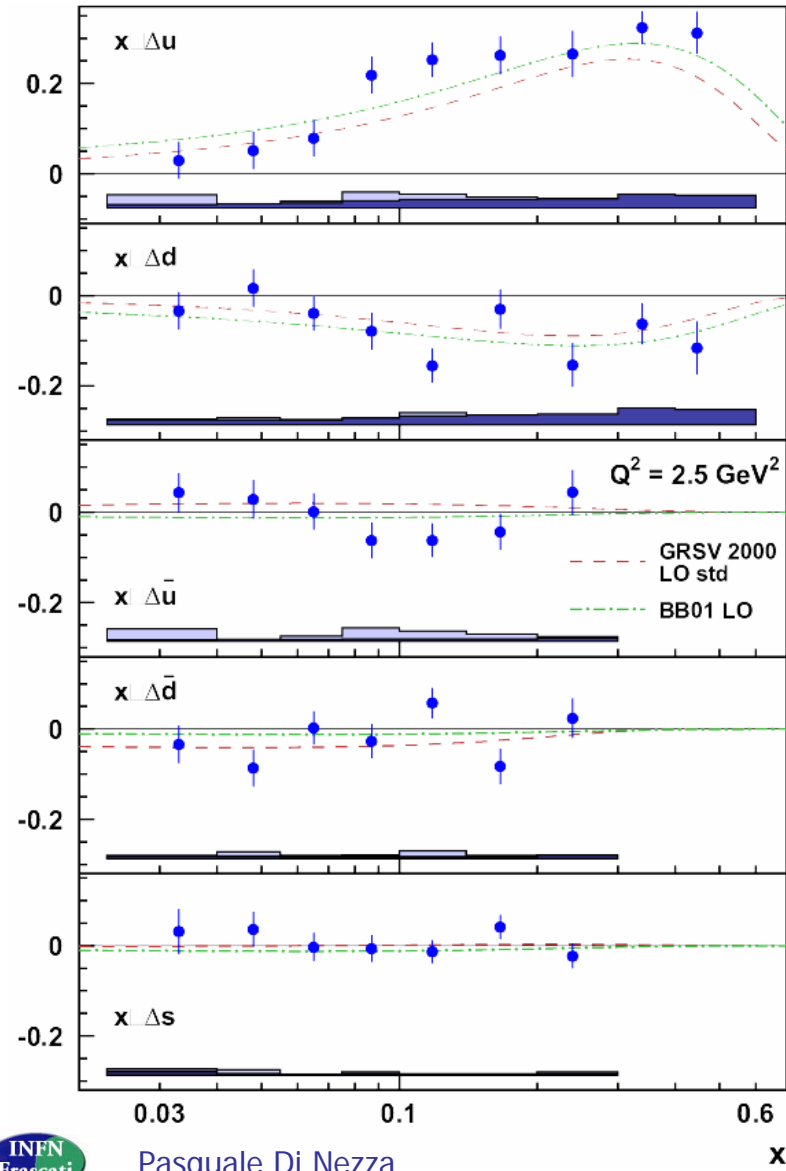 x□Δu
0.2
0
x□Δd
0
-0.2
Q² = 2.5 GeV²
0
GRSV 2000
LO std
BB01 LO
-0.2
x□Δū
x□Δd̄
0
-0.2
0
x□Δs
-0.2
0.03 0.1 0.6
x
INFN
Frascati
Pasquale Di Nezza